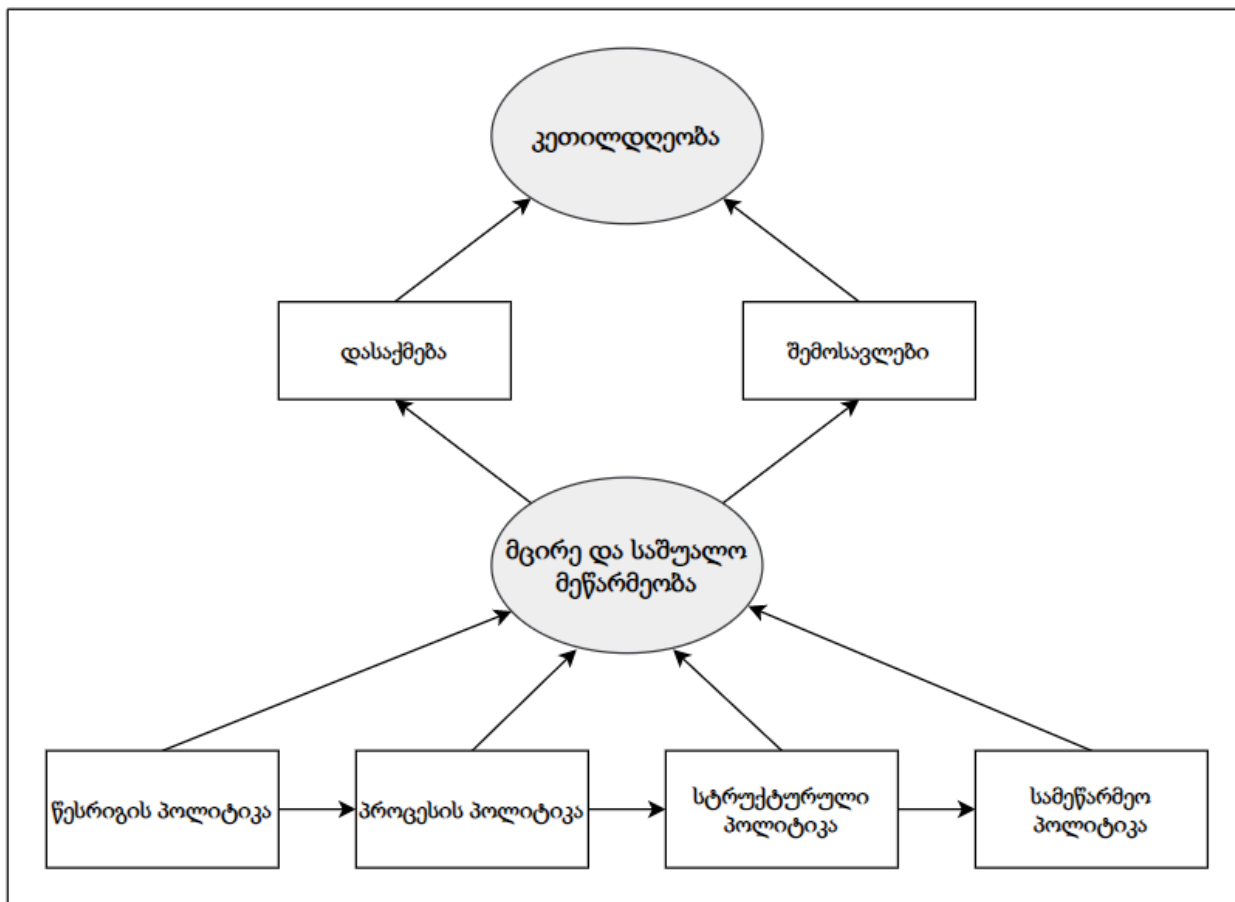 კეთილდღეობა
დასაქმება
შემოსავლები
მცირე და საშუალო
მეწარმეობა
წესრიგის პოლიტიკა
პროცესის პოლიტიკა
სტრუქტურული
პოლიტიკა
სამეწარმეო
პოლიტიკა